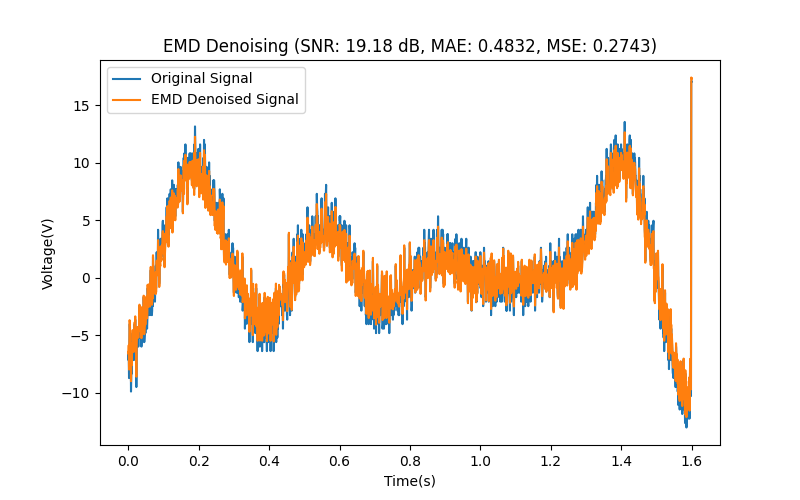 EMD Denoising (SNR: 19.18 dB, MAE: 0.4832, MSE: 0.2743)
Original Signal
EMD Denoised Signal
Voltage(V)
15
10
5
0
−5
−10
0.0 0.2 0.4 0.6 0.8 1.0 1.2 1.4 1.6
Time(s)